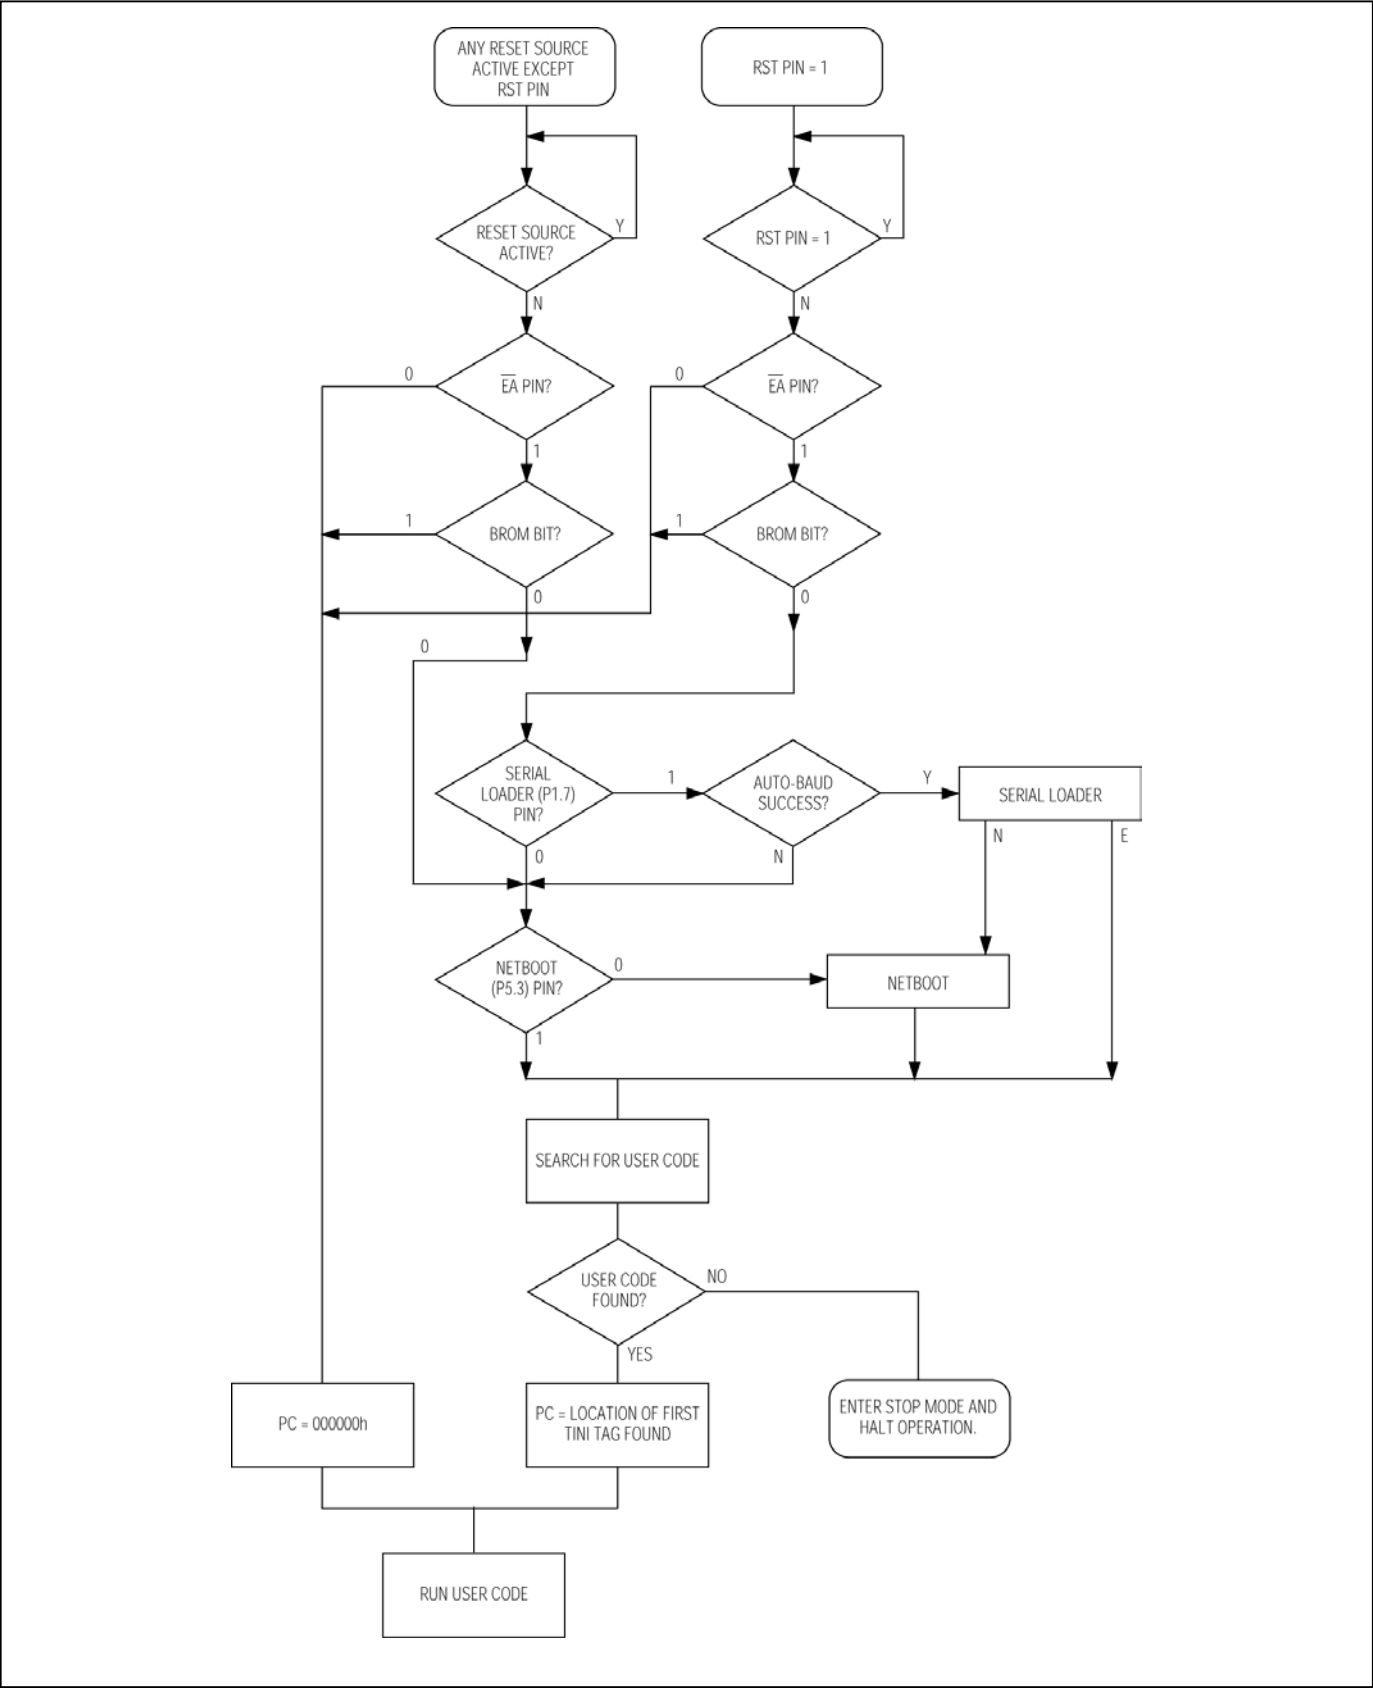 ANY RESET SOURCE
ACTIVE EXCEPT
RST PIN
RST PIN = 1
RESET SOURCE
ACTIVE?
Y
RST PIN = 1
Y
N
N
0
E̅A̅ PIN?
0
E̅A̅ PIN?
1
1
1
BROM BIT?
1
BROM BIT?
0
0
0
SERIAL
LOADER (P1.7)
PIN?
1
AUTO-BAUD
SUCCESS?
Y
SERIAL LOADER
N
E
0
N
NETBOOT
(P5.3) PIN?
0
NETBOOT
1
SEARCH FOR USER CODE
USER CODE
FOUND?
NO
YES
PC = 000000h
PC = LOCATION OF FIRST
TINI TAG FOUND
ENTER STOP MODE AND
HALT OPERATION.
RUN USER CODE